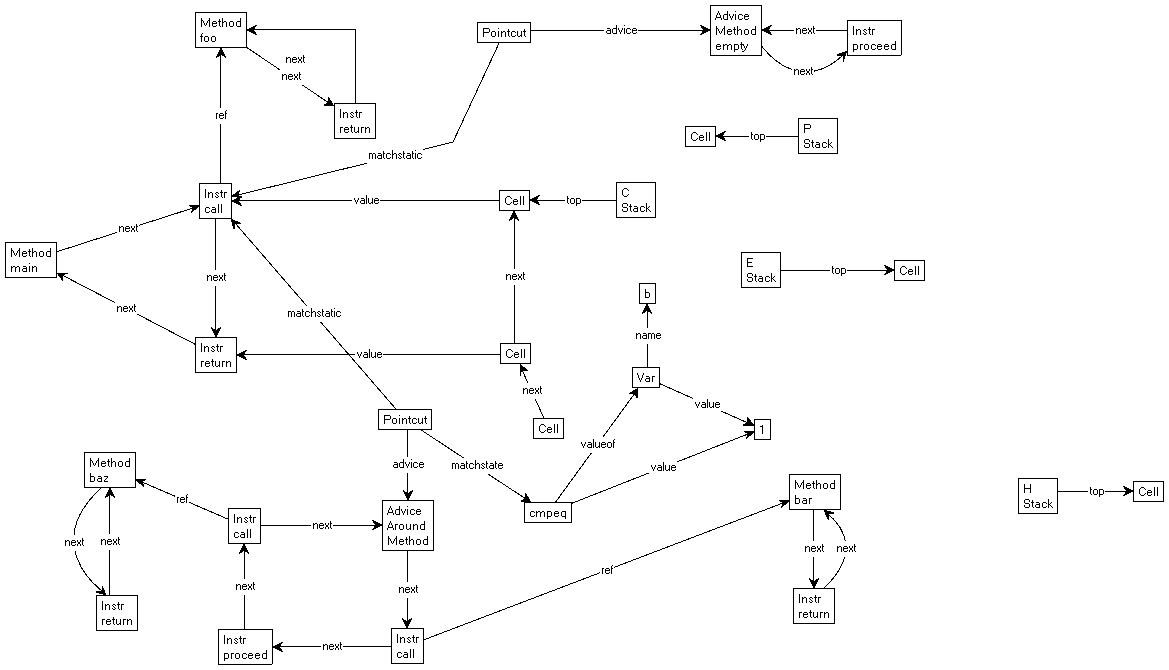 Method
foo
Pointcut
advice
Advice
Method
empty
next
Instr
proceed
next
next
next
Instr
return
ref
Cell
top
P
Stack
matchstatic
Instr
call
value
Cell
top
C
Stack
next
Method
main
next
next
E
Stack
top
Cell
next
b
matchstatic
name
Instr
return
value
Cell
Var
next
value
Pointcut
Cell
1
valueof
advice
matchstate
value
Method
baz
ref
Method
bar
H
Stack
top
Cell
Instr
call
next
Advice
Around
Method
cmpeq
next
next
next
next
ref
next
next
Instr
return
Instr
return
Instr
proceed
next
Instr
call